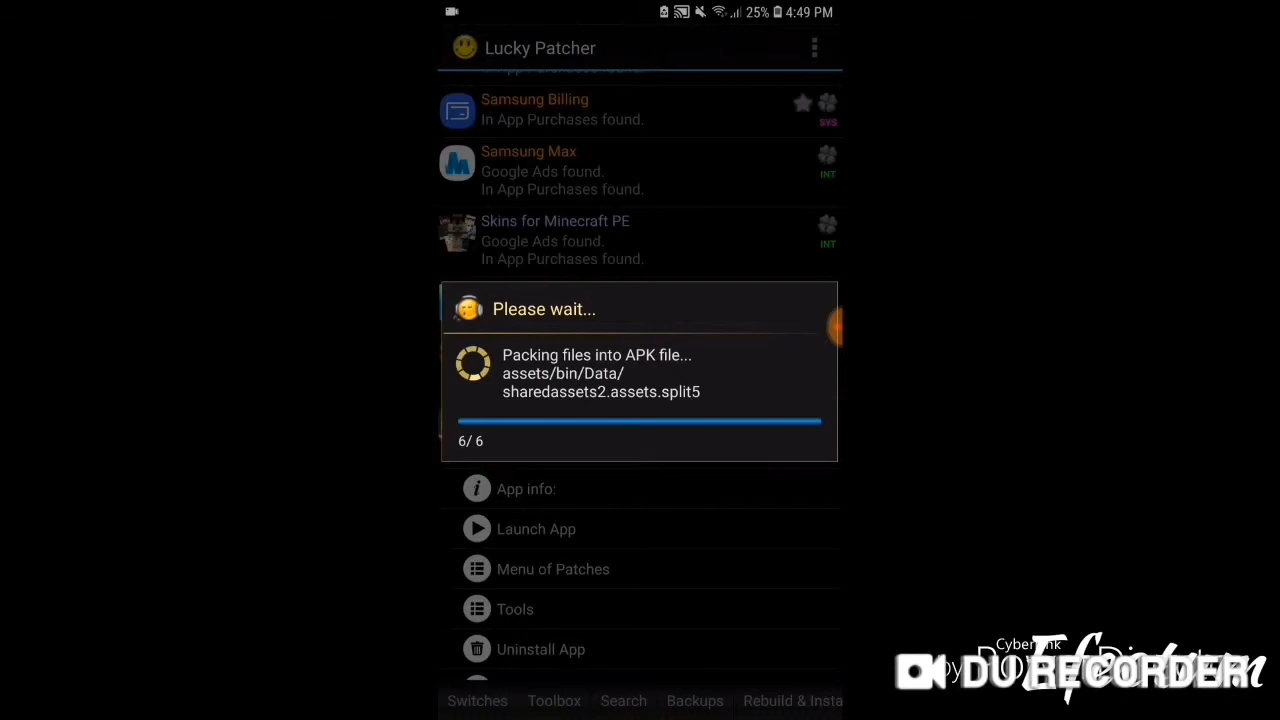 25% 4:49 PM
Lucky Patcher
Samsung Billing
In App Purchases found.
SVS
Samsung Max
Google Ads found.
In App Purchases found.
INT
Skins for Minecraft PE
Google Ads found.
In App Purchases found.
INT
Please wait...
Packing files into APK file...
assets/bin/Data/
sharedassets2.assets.split5
6/ 6
App info:
Launch App
Menu of Patches
Tools
Uninstall App
Switches Toolbox Search Backups Rebuild & Insta
by
DU RECORDER